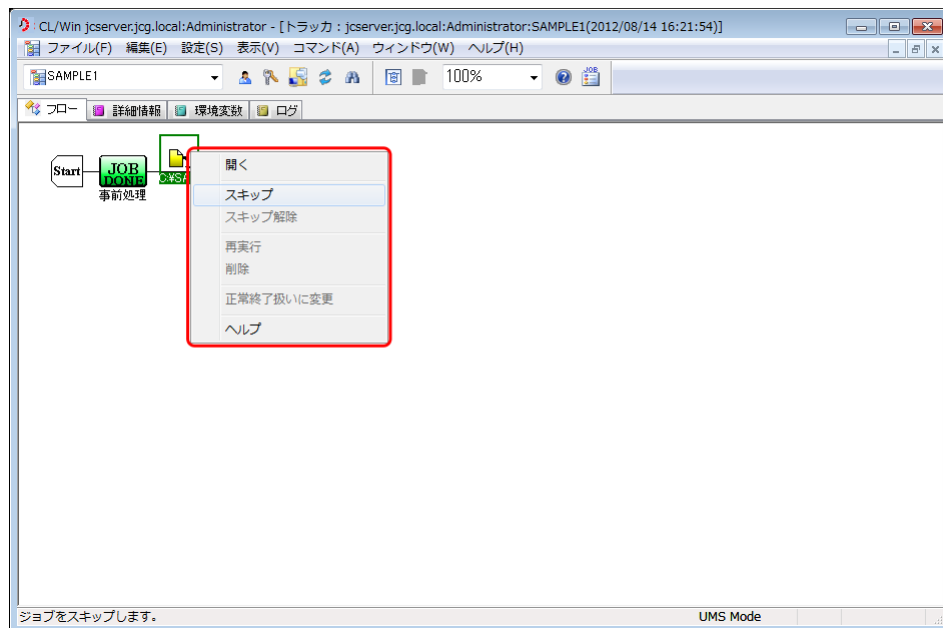 CL/Win jcserver.jcg.local:Administrator - [トラッカ : jcserver.jcg.local:Administrator:SAMPLE1(2012/08/14 16:21:54)]
ファイル(F) 編集(E) 設定(S) 表示(V) コマンド(A) ウィンドウ(W) ヘルプ(H)
SAMPLE1 100% JOB
フロー 詳細情報 環境変数 ログ
Start JOB DONE C:¥SA
事前処理
開く
スキップ
スキップ解除
再実行
削除
正常終了扱いに変更
ヘルプ
ジョブをスキップします。 UMS Mode